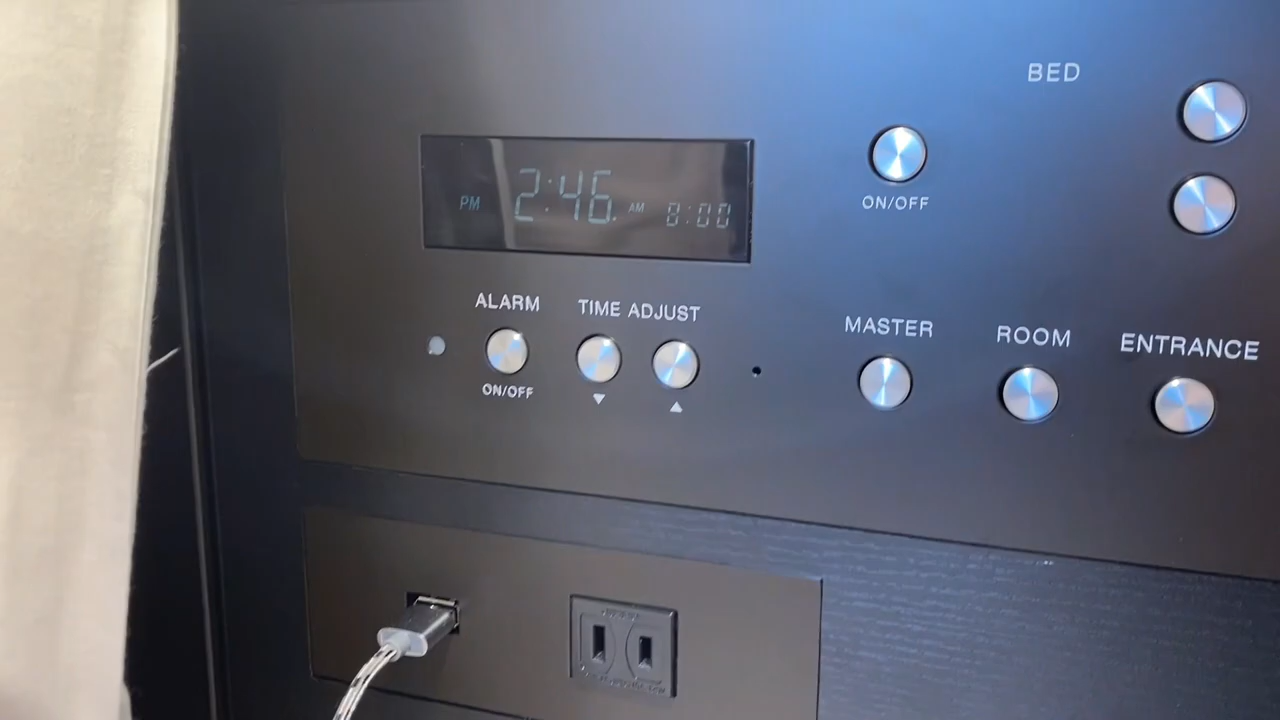 BED
PM 2:46 AM 8:00
ON/OFF
ALARM TIME ADJUST
MASTER ROOM ENTRANCE
ON/OFF ▼ ▲